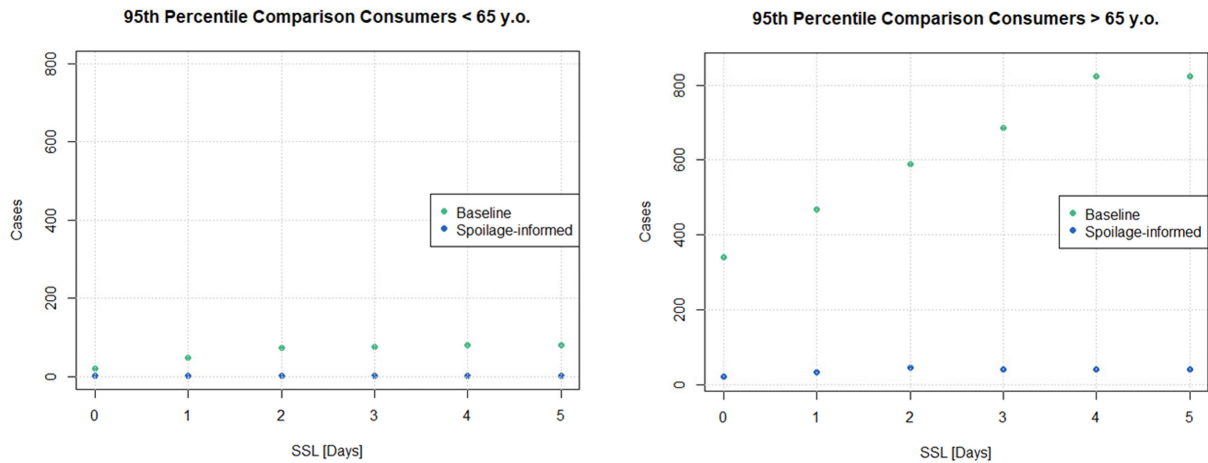 95th Percentile Comparison Consumers < 65 y.o.
800
600
400
200
0
Cases
Baseline
Spoilage-informed
0 1 2 3 4 5
SSL [Days]
95th Percentile Comparison Consumers > 65 y.o.
800
600
400
200
0
Cases
Baseline
Spoilage-informed
0 1 2 3 4 5
SSL [Days]